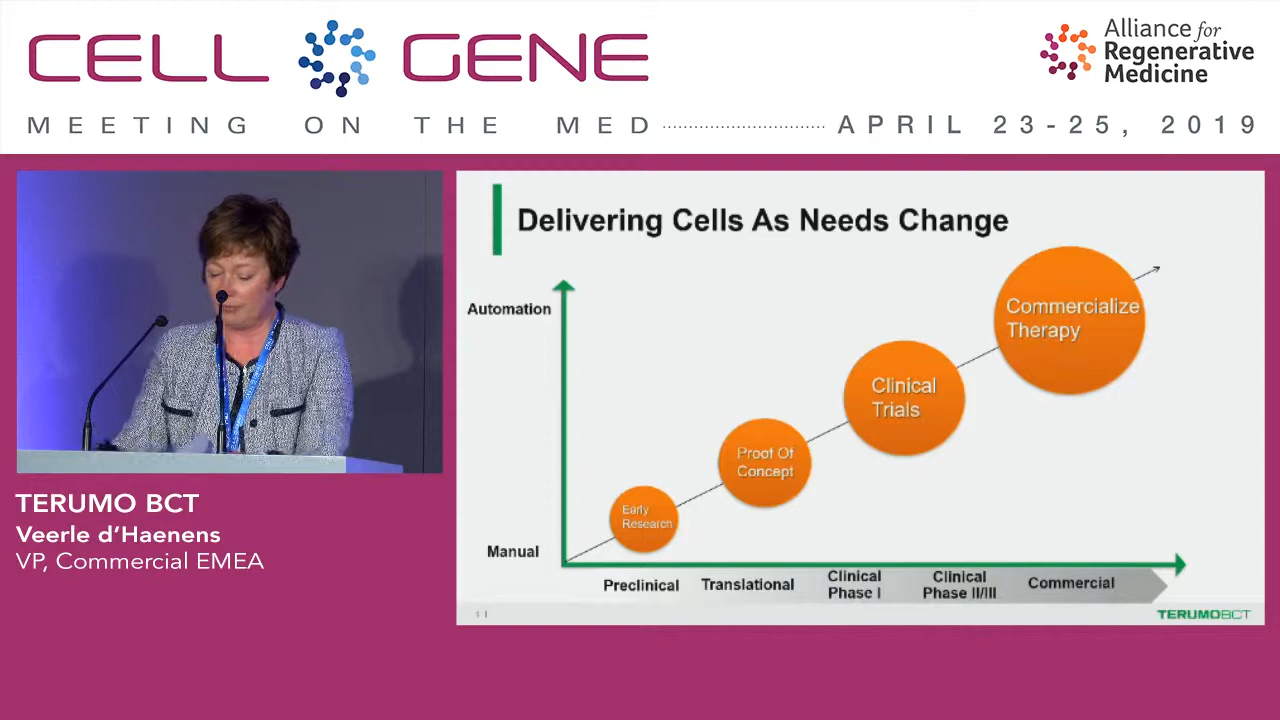 CELL GENE
Alliance for
Regenerative
Medicine
MEETING ON THE MED
APRIL 23-25, 2019
Delivering Cells As Needs Change
Automation
Commercialize
Therapy
Clinical
Trials
Proof Of
Concept
Early
Research
Manual
Preclinical
Translational
Clinical
Phase I
Clinical
Phase II/III
Commercial
TERUMOBCT
TERUMO BCT
Veerle d’Haenens
VP, Commercial EMEA